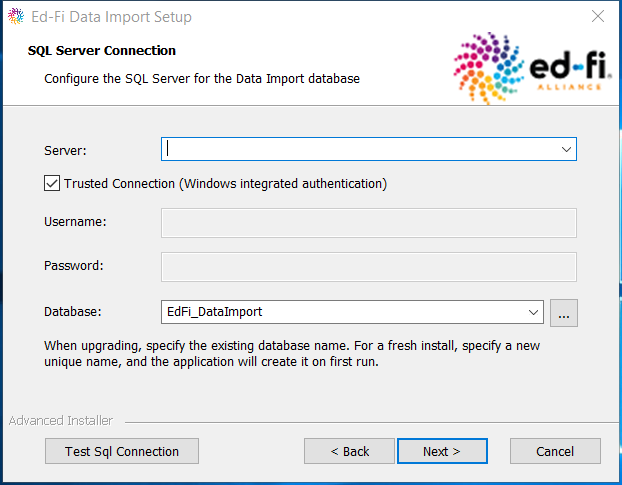 Ed-Fi Data Import Setup
SQL Server Connection
Configure the SQL Server for the Data Import database
ed-fi®
ALLIANCE
Server:
Trusted Connection (Windows integrated authentication)
Username:
Password:
Database: EdFi_DataImport ...
When upgrading, specify the existing database name. For a fresh install, specify a new
unique name, and the application will create it on first run.
Advanced Installer
Test Sql Connection < Back Next > Cancel